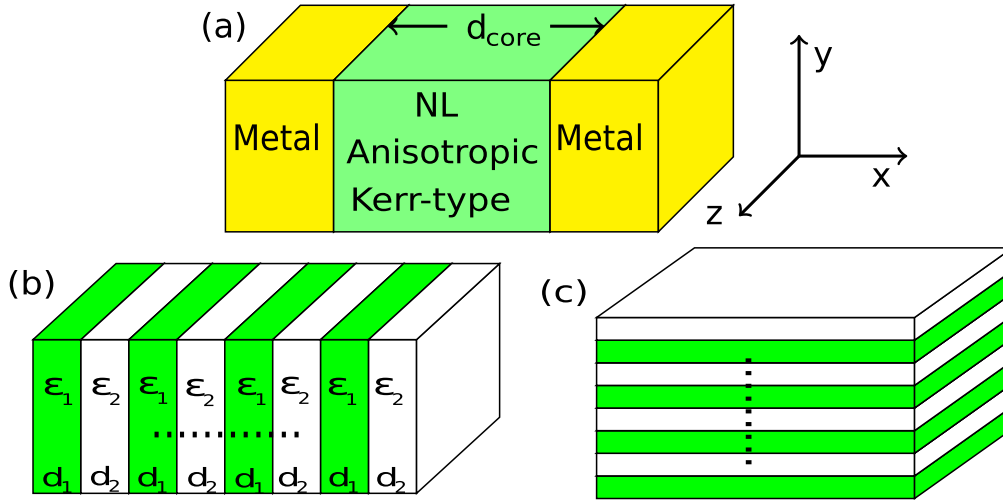 (a)
d_core
NL
Metal Anisotropic Metal
Kerr-type
y
x
z
(b)
ε₁ ε₂ ε₁ ε₂ ε₁ ε₂ ε₁ ε₂
d₁ d₂ d₁ d₂ d₁ d₂ d₁ d₂
(c)